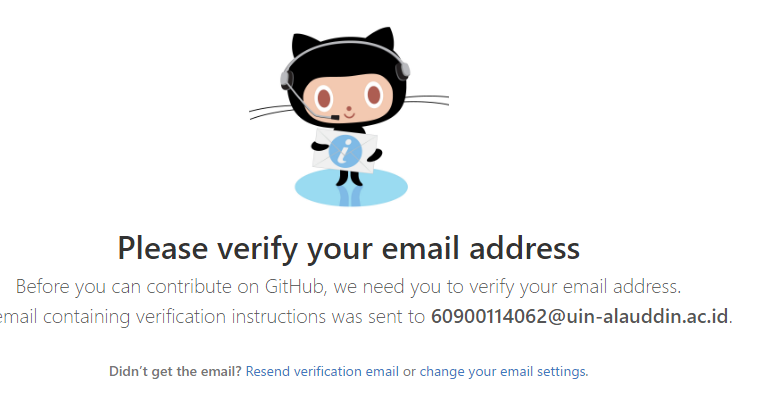 Please verify your email address
Before you can contribute on GitHub, we need you to verify your email address.
email containing verification instructions was sent to 60900114062@uin-alauddin.ac.id.
Didn't get the email? Resend verification email or change your email settings.